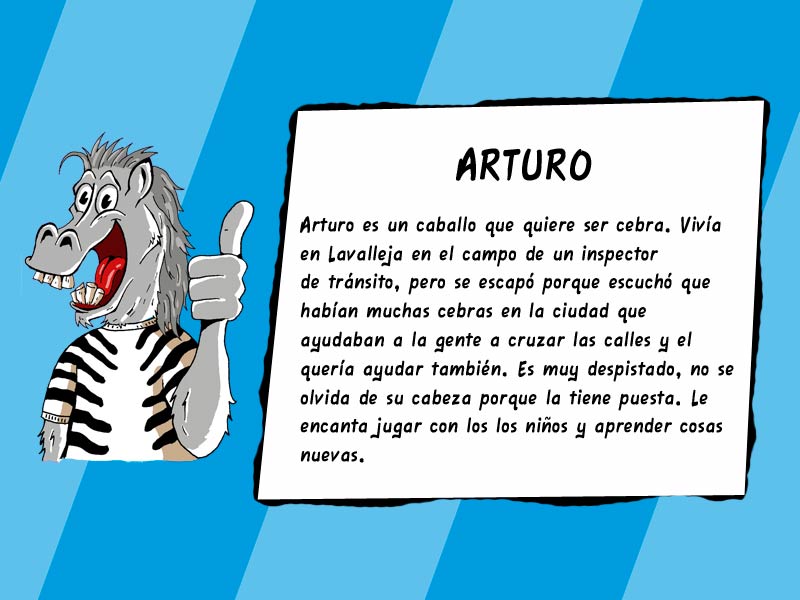 ARTURO
Arturo es un caballo que quiere ser cebra. Vivía
en Lavalleja en el campo de un inspector
de tránsito, pero se escapó porque escuchó que
habían muchas cebras en la ciudad que
ayudaban a la gente a cruzar las calles y el
quería ayudar también. Es muy despistado, no se
olvida de su cabeza porque la tiene puesta. Le
encanta jugar con los los niños y aprender cosas
nuevas.